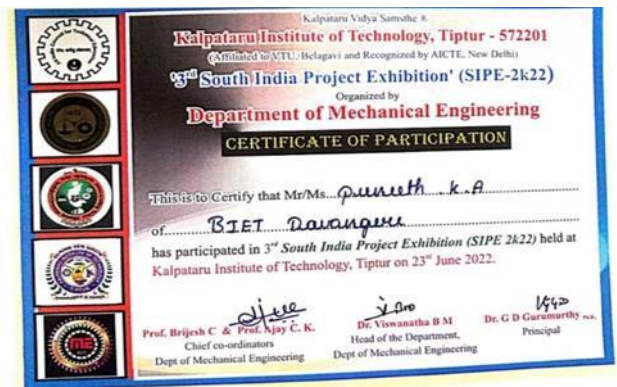 Kalpataru Vidya Samsthe ®
Kalpataru Institute of Technology, Tiptur - 572201
(Affiliated to VTU, Belagavi and Recognized by AICTE, New Delhi)
'3rd South India Project Exhibition' (SIPE-2k22)
Organized by
Department of Mechanical Engineering
CERTIFICATE OF PARTICIPATION
This is to Certify that Mr/Ms. Puneeth . K . A
of BIET Davangere
has participated in 3rd South India Project Exhibition (SIPE 2k22) held at
Kalpataru Institute of Technology, Tiptur on 23rd June 2022.
Prof. Brijesh C & Prof. Ajay C. K.
Chief co-ordinators
Dept of Mechanical Engineering
Dr. Viswanatha B M
Head of the Department,
Dept of Mechanical Engineering
Dr. G D Gurumurthy
Principal